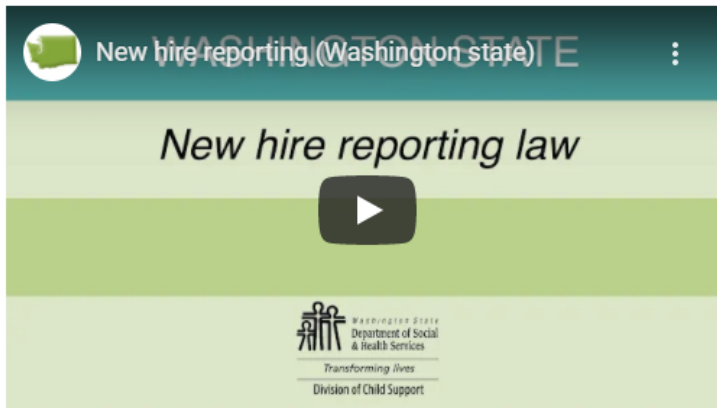 New hire reporting (Washington state)
WASHINGTON STATE
New hire reporting law
Washington State
Department of Social
& Health Services
Transforming lives
Division of Child Support